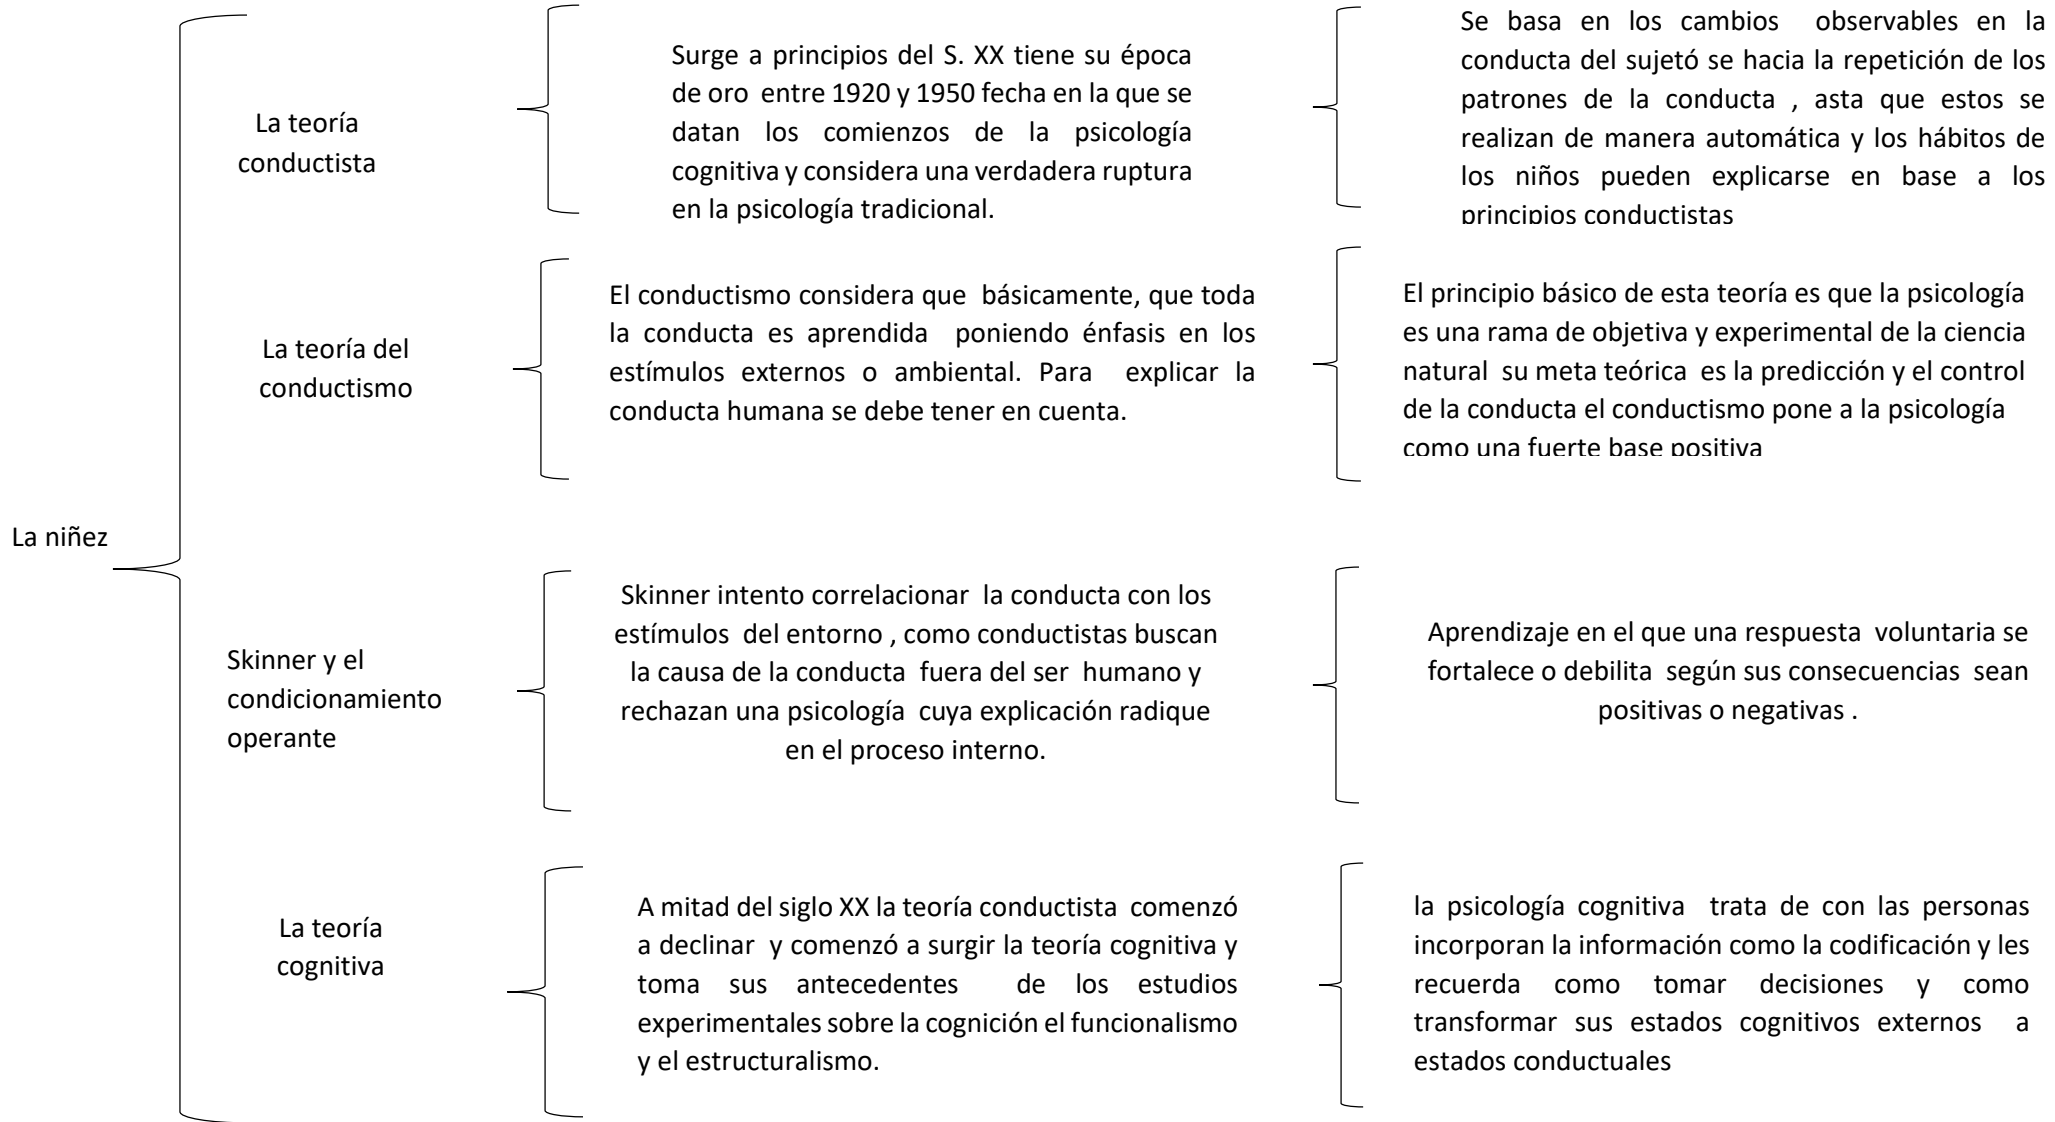 La niñez
La teoría
conductista
Surge a principios del S. XX tiene su época
de oro entre 1920 y 1950 fecha en la que se
datan los comienzos de la psicología
cognitiva y considera una verdadera ruptura
en la psicología tradicional.
Se basa en los cambios observables en la
conducta del sujetó se hacia la repetición de los
patrones de la conducta , asta que estos se
realizan de manera automática y los hábitos de
los niños pueden explicarse en base a los
principios conductistas
La teoría del
conductismo
El conductismo considera que básicamente, que toda
la conducta es aprendida poniendo énfasis en los
estímulos externos o ambiental. Para explicar la
conducta humana se debe tener en cuenta.
El principio básico de esta teoría es que la psicología
es una rama de objetiva y experimental de la ciencia
natural su meta teórica es la predicción y el control
de la conducta el conductismo pone a la psicología
como una fuerte base positiva
Skinner y el
condicionamiento
operante
Skinner intento correlacionar la conducta con los
estímulos del entorno , como conductistas buscan
la causa de la conducta fuera del ser humano y
rechazan una psicología cuya explicación radique
en el proceso interno.
Aprendizaje en el que una respuesta voluntaria se
fortalece o debilita según sus consecuencias sean
positivas o negativas .
La teoría
cognitiva
A mitad del siglo XX la teoría conductista comenzó
a declinar y comenzó a surgir la teoría cognitiva y
toma sus antecedentes de los estudios
experimentales sobre la cognición el funcionalismo
y el estructuralismo.
la psicología cognitiva trata de con las personas
incorporan la información como la codificación y les
recuerda como tomar decisiones y como
transformar sus estados cognitivos externos a
estados conductuales